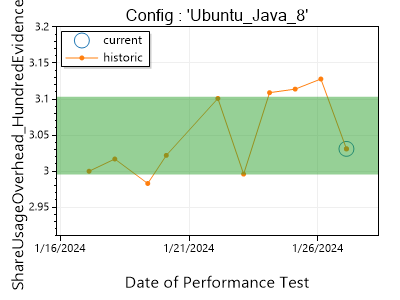 Config : 'Ubuntu_Java_8'
ShareUsageOverhead_HundredEvidence
current
historic
3.2
3.15
3.1
3.05
3
2.95
1/16/2024
1/21/2024
1/26/2024
Date of Performance Test